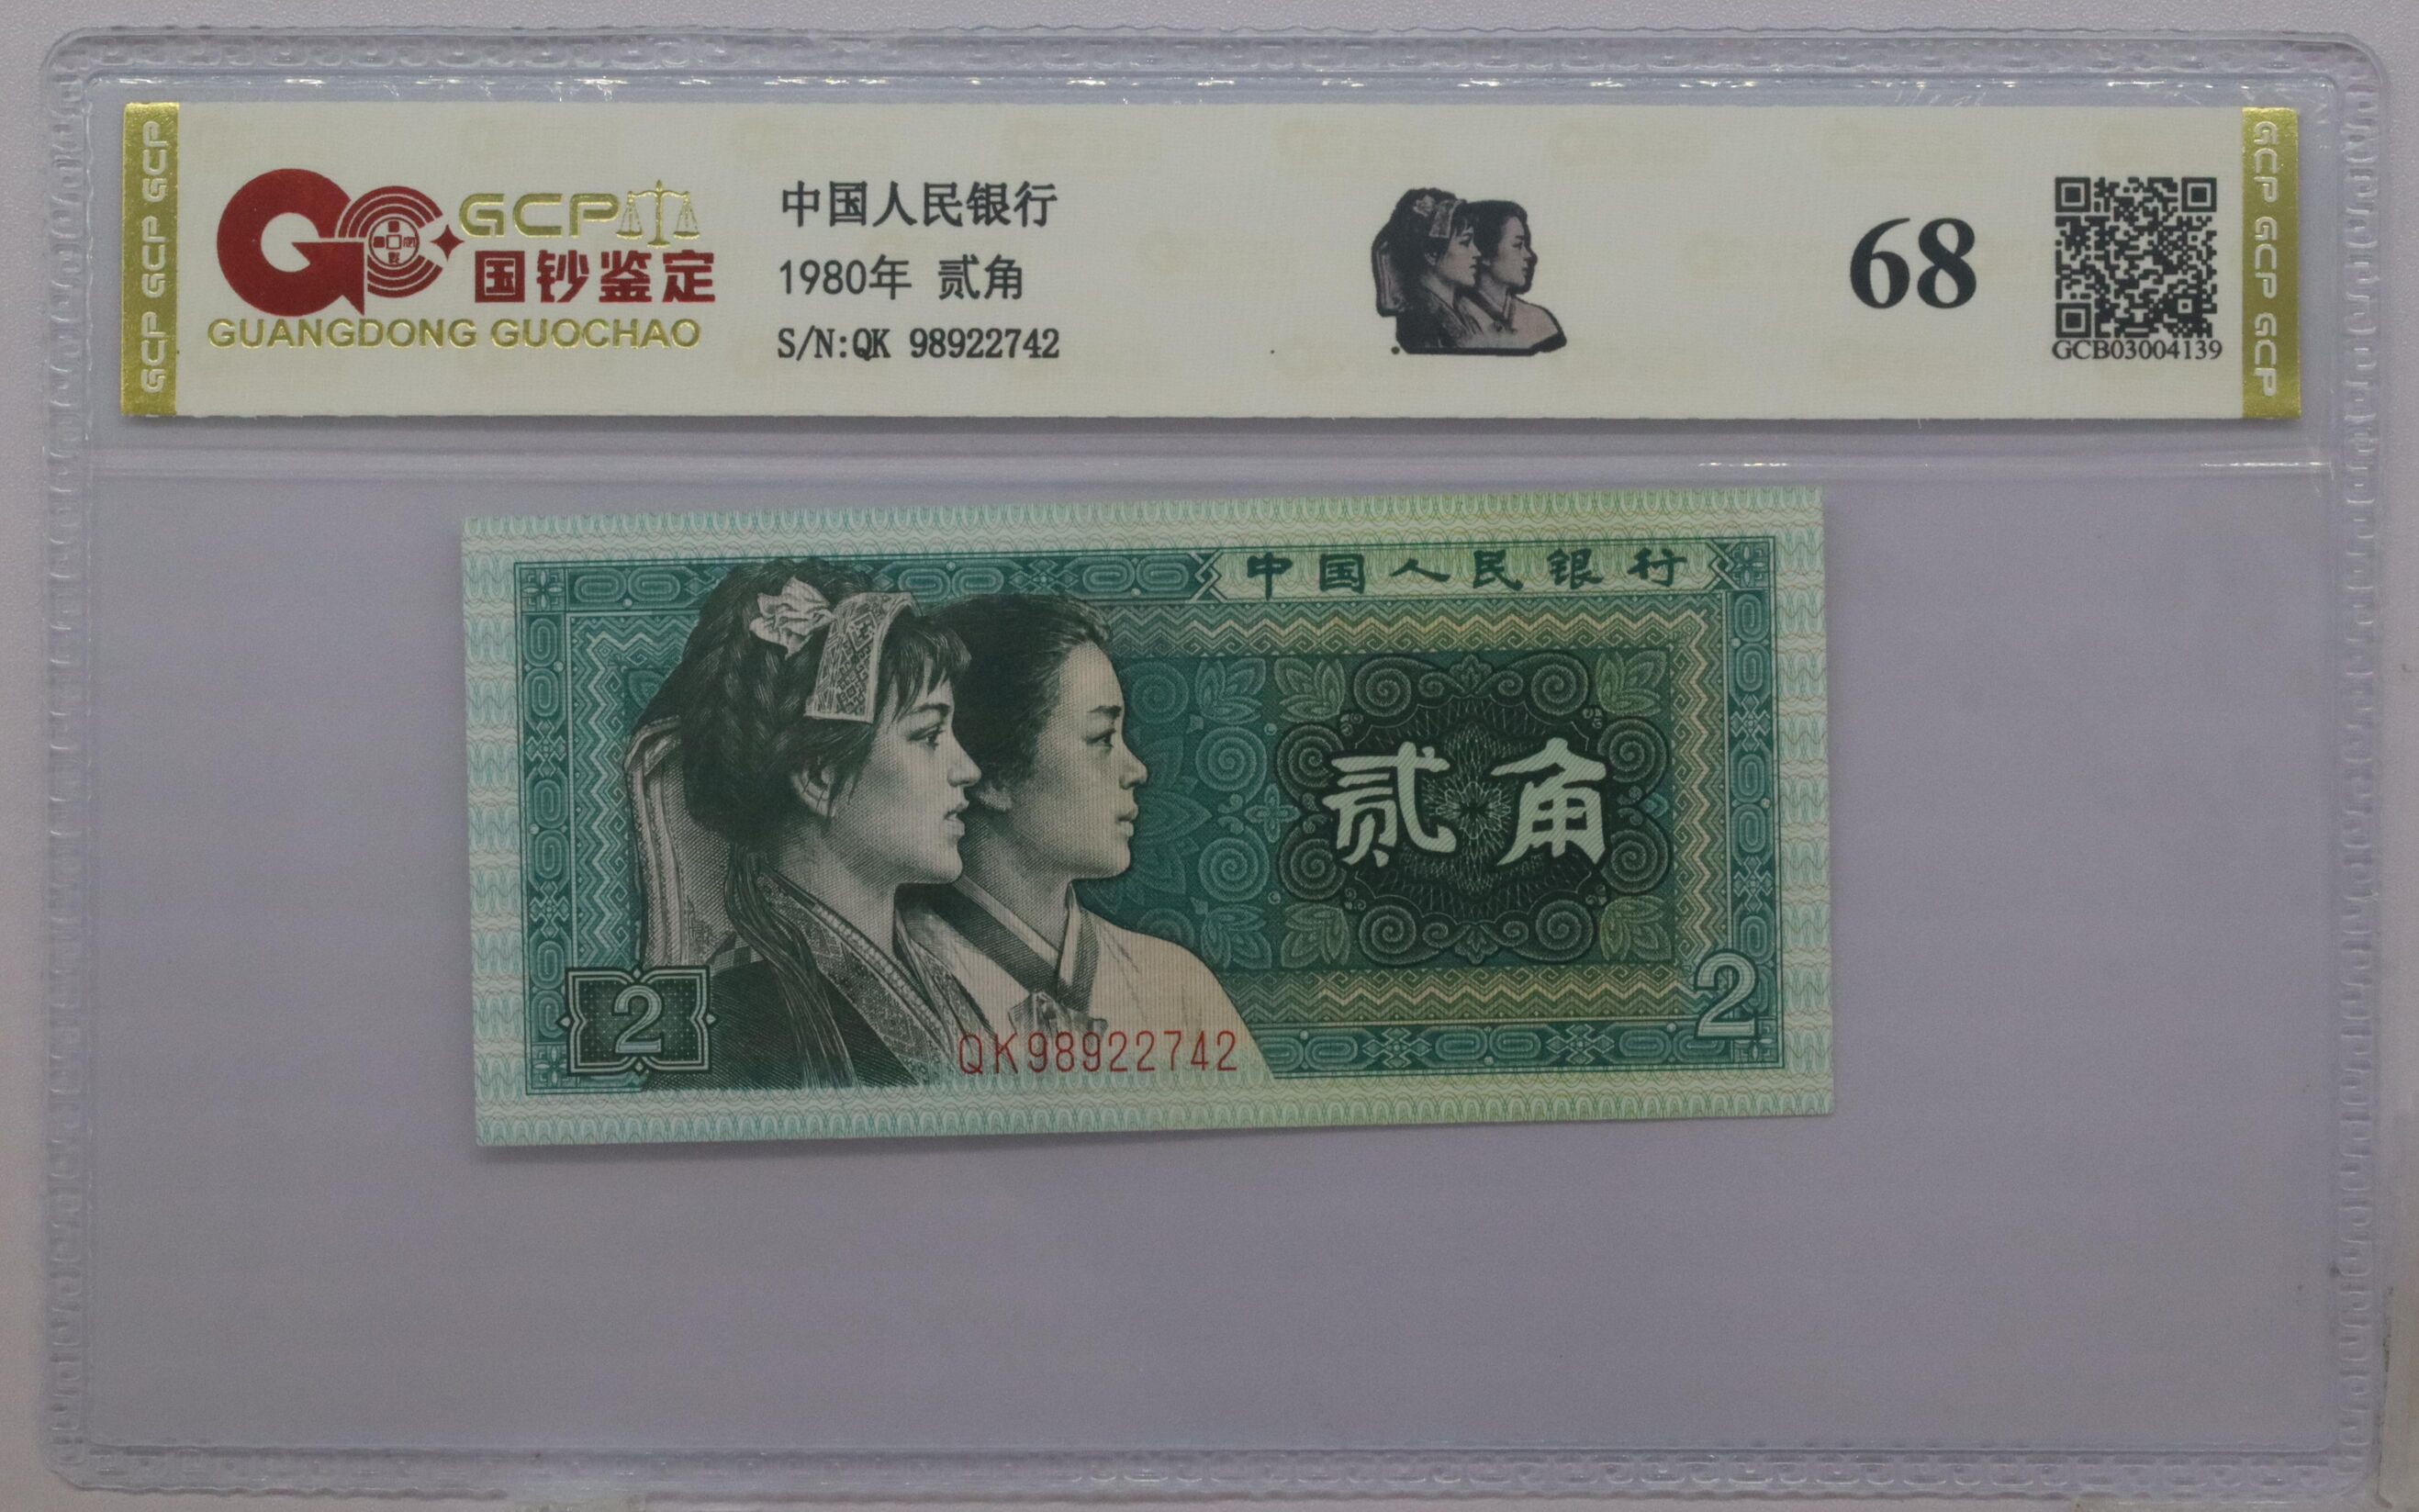 GCP GCP GCP
GCP
国钞鉴定
GUANGDONG GUOCHAO
中国人民银行
1980年 贰角
S/N:QK 98922742
68
GCB03004139
GCP GCP GCP
中国人民银行
贰角
2
2
QK98922742